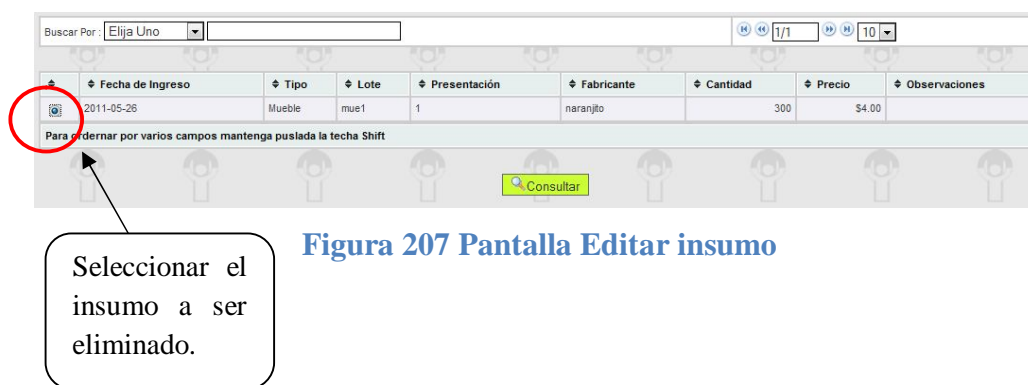 Buscar Por : Elija Uno 1/1 10
Fecha de Ingreso Tipo Lote Presentación Fabricante Cantidad Precio Observaciones
2011-05-26 Mueble mue1 1 naranjito 300 $4.00
Para ordernar por varios campos mantenga puslada la techa Shift
Consultar
Figura 207 Pantalla Editar insumo
Seleccionar el
insumo a ser
eliminado.